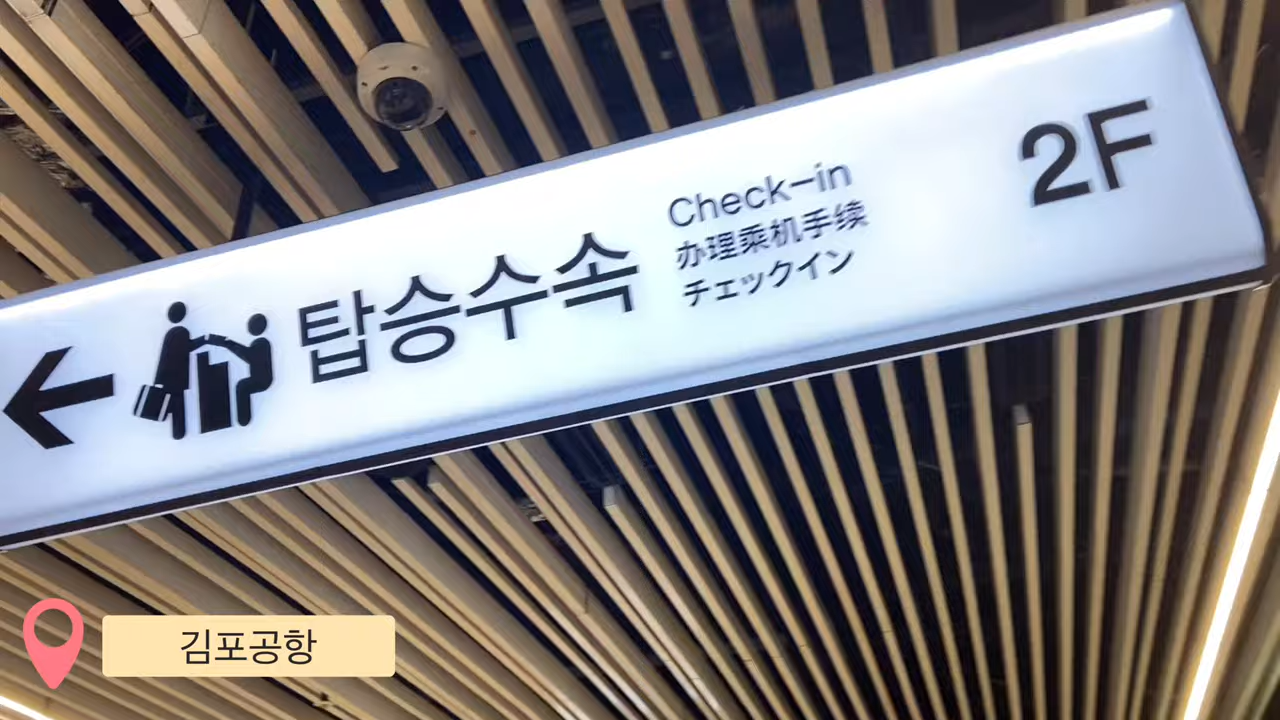 탑승수속
Check-in
办理乘机手续
チェックイン
2F
김포공항